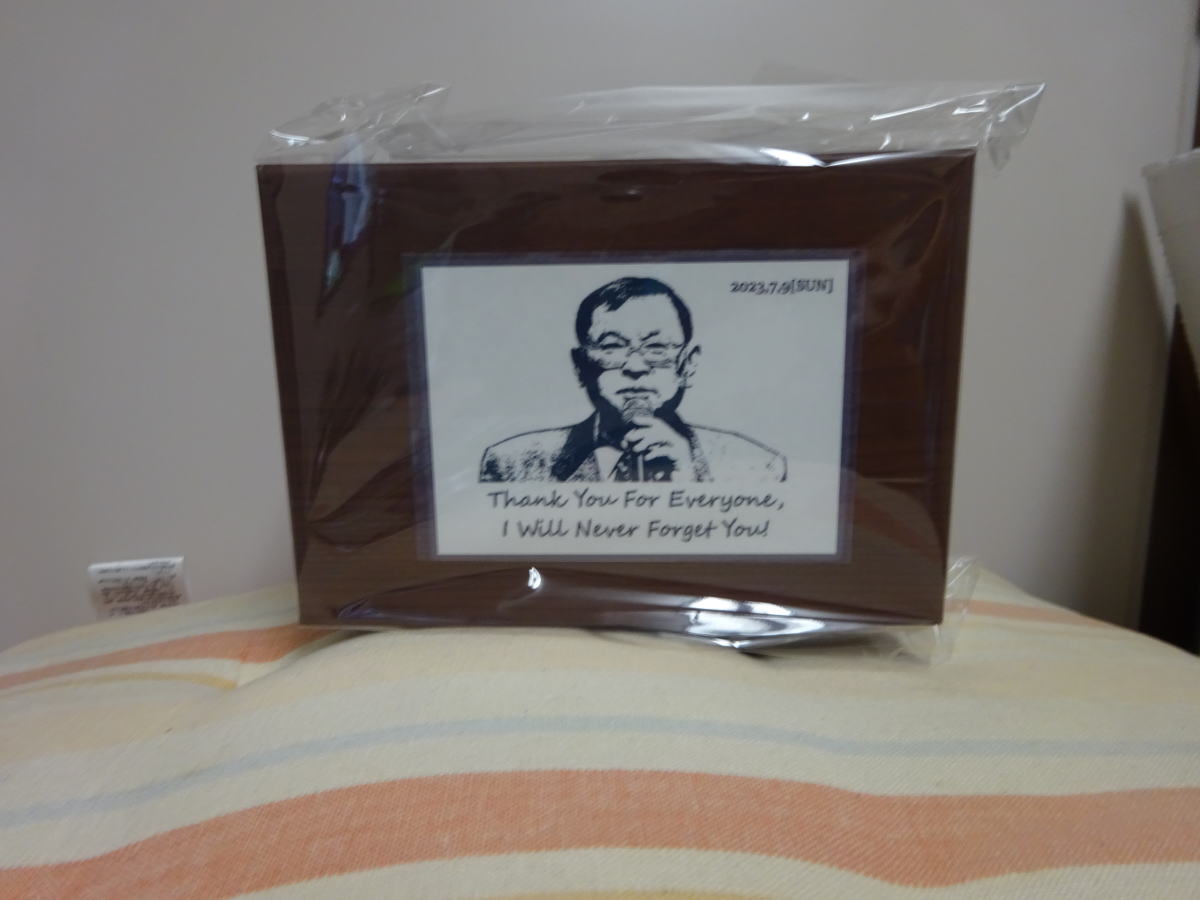 2023.7.9[SUN]
Thank You For Everyone,
I Will Never Forget You!